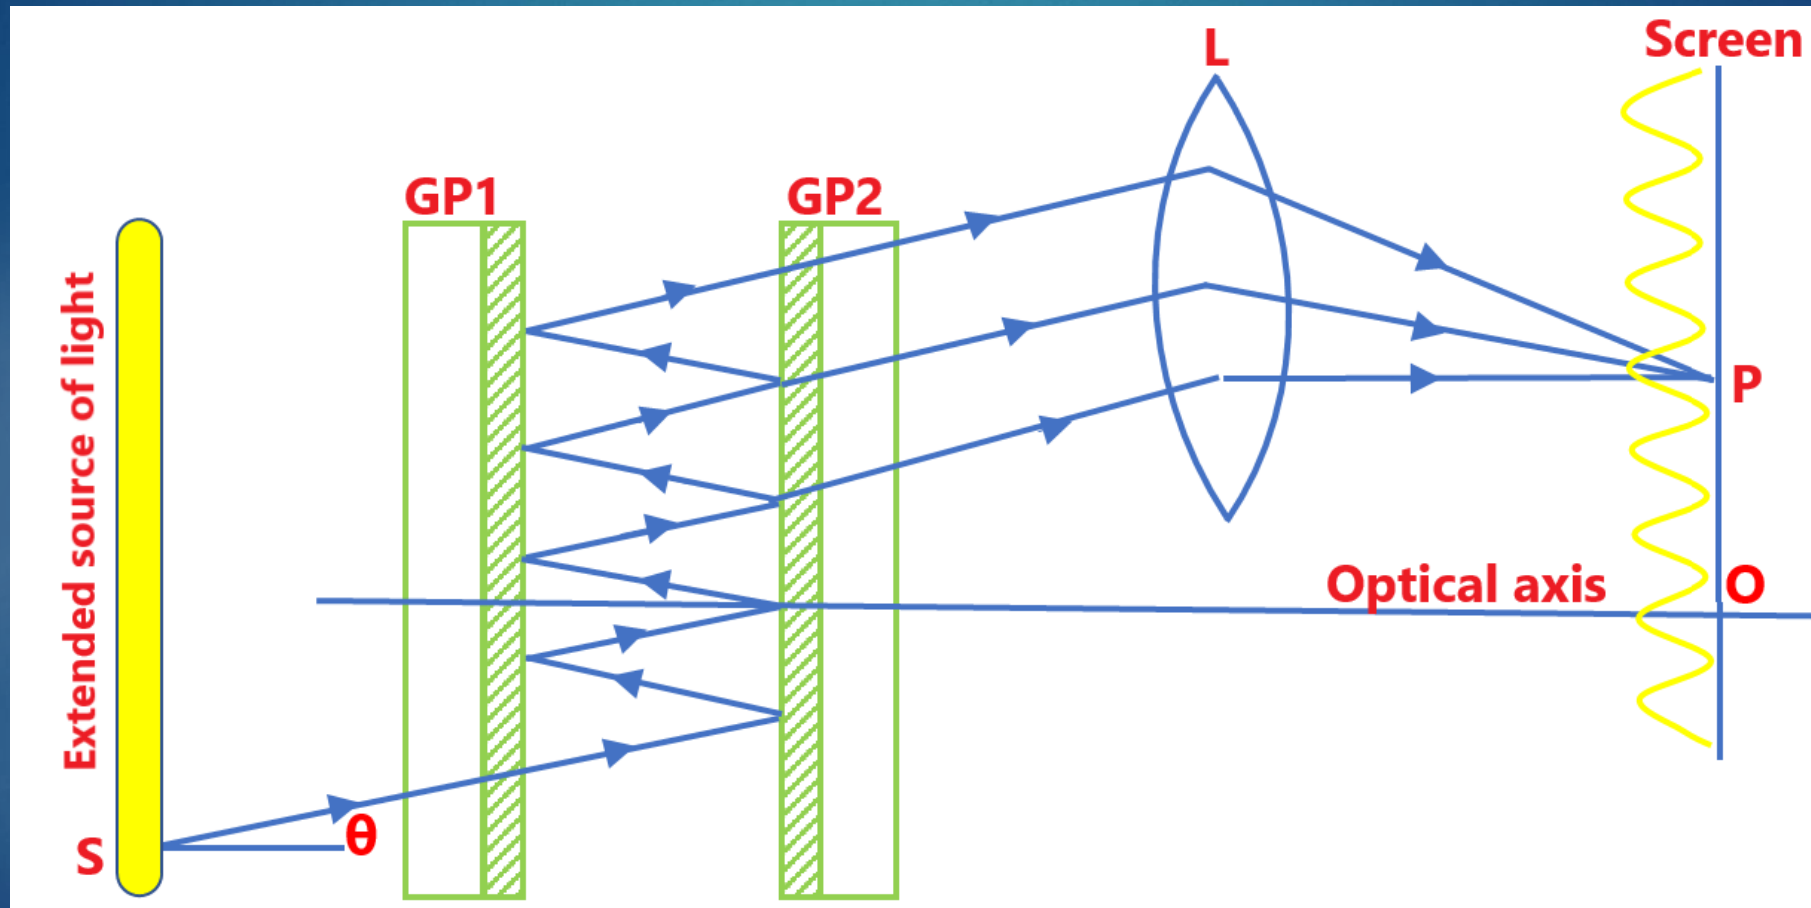 Screen
L
GP1
GP2
Extended source of light
P
Optical axis
O
θ
S